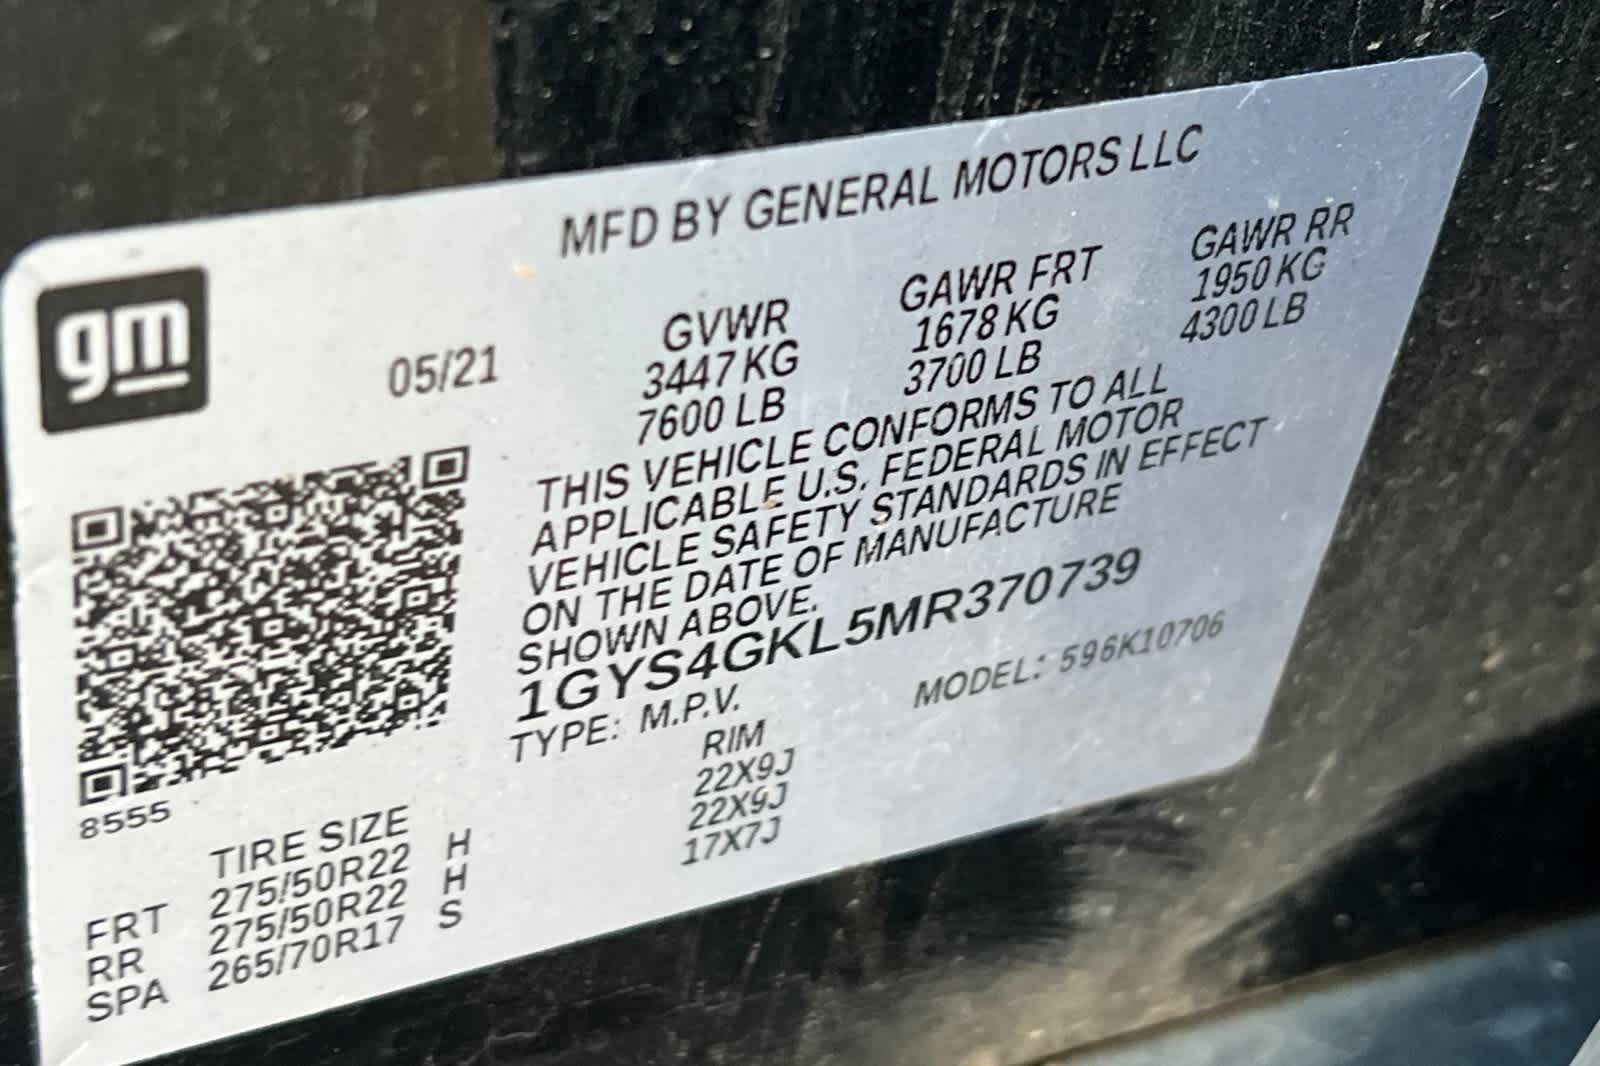 MFD BY GENERAL MOTORS LLC
gm
05/21
GVWR GAWR FRT GAWR RR
3447 KG 1678 KG 1950 KG
7600 LB 3700 LB 4300 LB
THIS VEHICLE CONFORMS TO ALL
APPLICABLE U.S. FEDERAL MOTOR
VEHICLE SAFETY STANDARDS IN EFFECT
ON THE DATE OF MANUFACTURE
SHOWN ABOVE.
1GYS4GKL5MR370739
TYPE: M.P.V. MODEL: 596K10706
8555
TIRE SIZE RIM
FRT 275/50R22 H 22X9J
RR 275/50R22 H 22X9J
SPA 265/70R17 S 17X7J